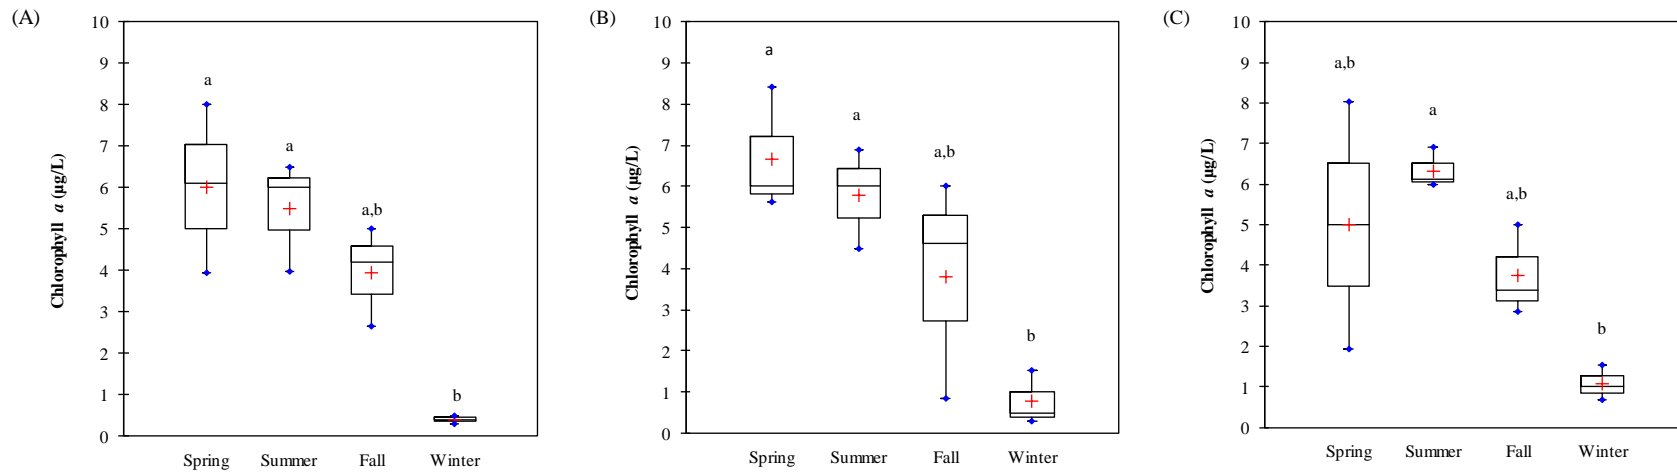 (A)
10
9
8
7
6
5
4
3
2
1
0
Chlorophyll a (µg/L)
a
a
a,b
b
Spring Summer Fall Winter
(B)
10
9
8
7
6
5
4
3
2
1
0
Chlorophyll a (µg/L)
a
a
a,b
b
Spring Summer Fall Winter
(C)
10
9
8
7
6
5
4
3
2
1
0
Chlorophyll a (µg/L)
a,b
a
a,b
b
Spring Summer Fall Winter